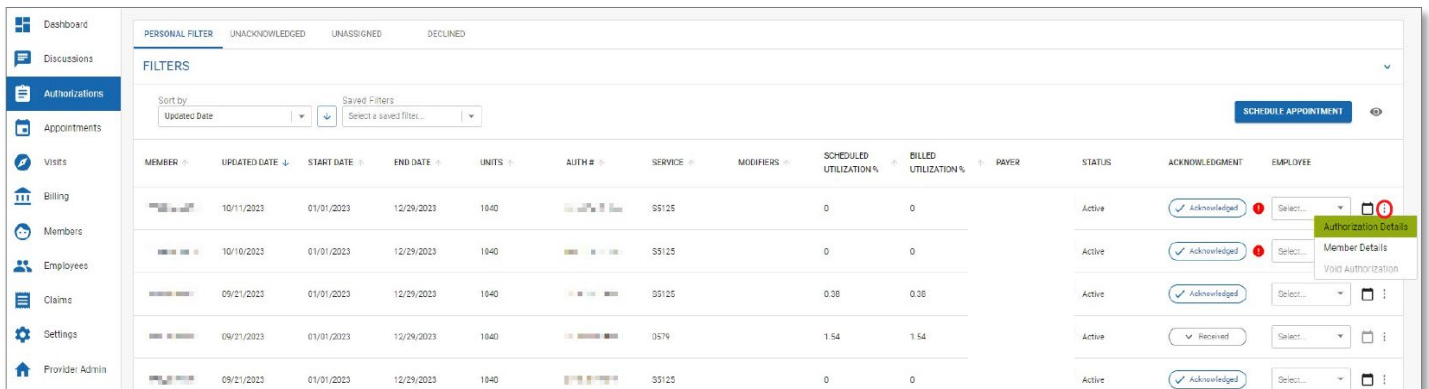 Dashboard
Discussions
Authorizations
Appointments
Visits
Billing
Members
Employees
Claims
Settings
Provider Admin
PERSONAL FILTER UNACKNOWLEDGED UNASSIGNED DECLINED
FILTERS
Sort by Saved Filters
Updated Date Select a saved filter... SCHEDULE APPOINTMENT
MEMBER UPDATED DATE START DATE END DATE UNITS AUTH # SERVICE MODIFIERS SCHEDULED UTILIZATION % BILLED UTILIZATION % PAYER STATUS ACKNOWLEDGMENT EMPLOYEE
10/11/2023 01/01/2023 12/29/2023 1040 S5125 0 0 Active Acknowledged Select...
Authorization Details
Member Details
Void Authorization
10/10/2023 01/01/2023 12/29/2023 1040 S5125 0 0 Active Acknowledged Select...
09/21/2023 01/01/2023 12/29/2023 1040 S5125 0.38 0.38 Active Acknowledged Select...
09/21/2023 01/01/2023 12/29/2023 1040 0579 1.54 1.54 Active Received Select...
09/21/2023 01/01/2023 12/29/2023 1040 S5125 0 0 Active Acknowledged Select...